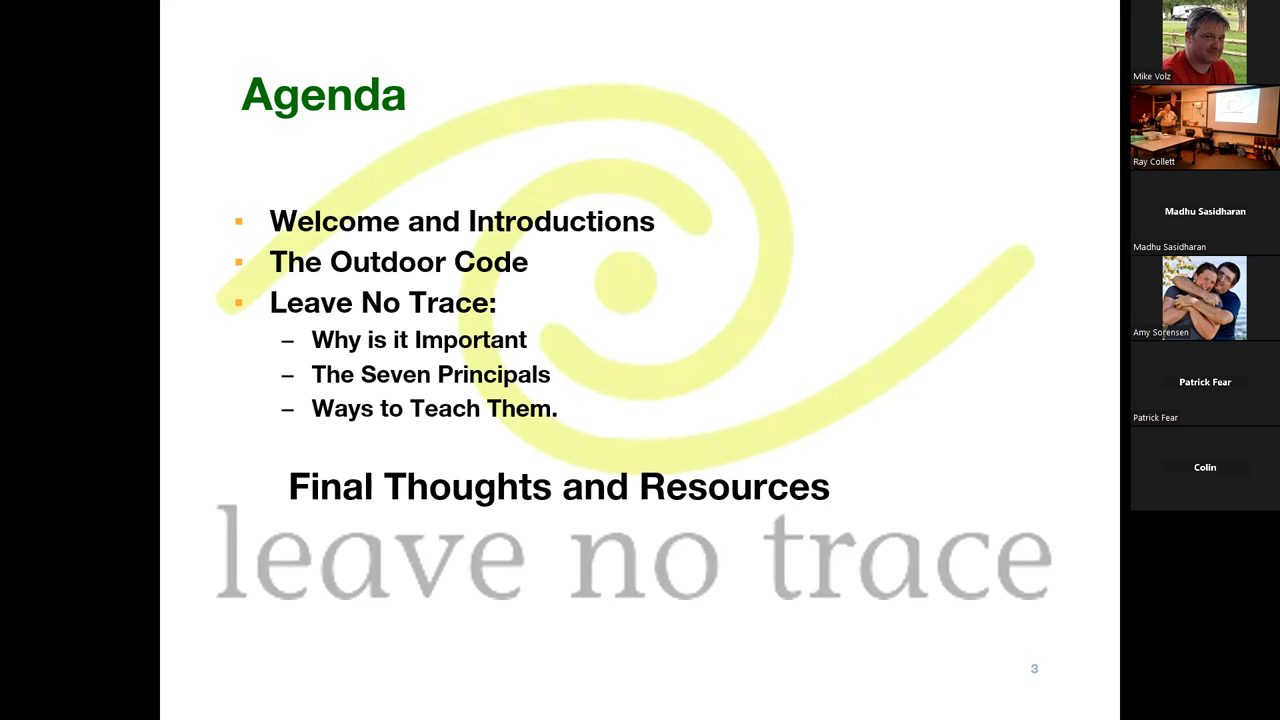 Agenda
Welcome and Introductions
The Outdoor Code
Leave No Trace:
– Why is it Important
– The Seven Principals
– Ways to Teach Them.
Final Thoughts and Resources
leave no trace
3
Mike Volz
Ray Collett
Madhu Sasidharan
Madhu Sasidharan
Amy Sorensen
Patrick Fear
Patrick Fear
Colin